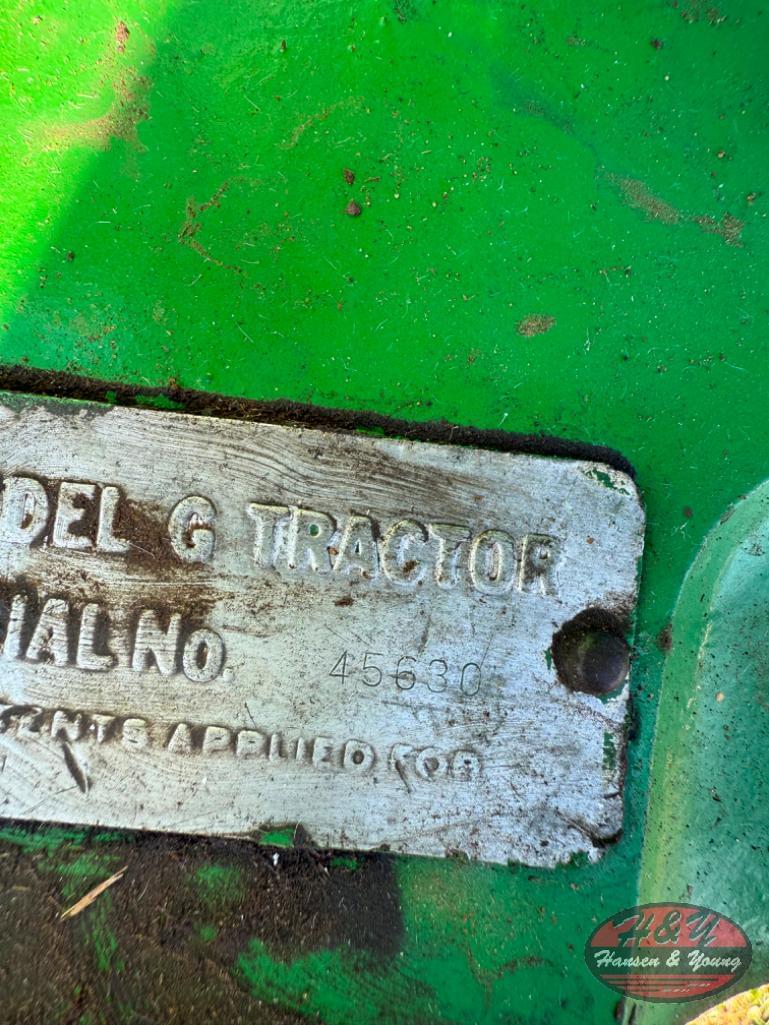 DEL G TRACTOR
IAL No. 45630
ENTS APPLIED FOR
H&Y
Hansen & Young